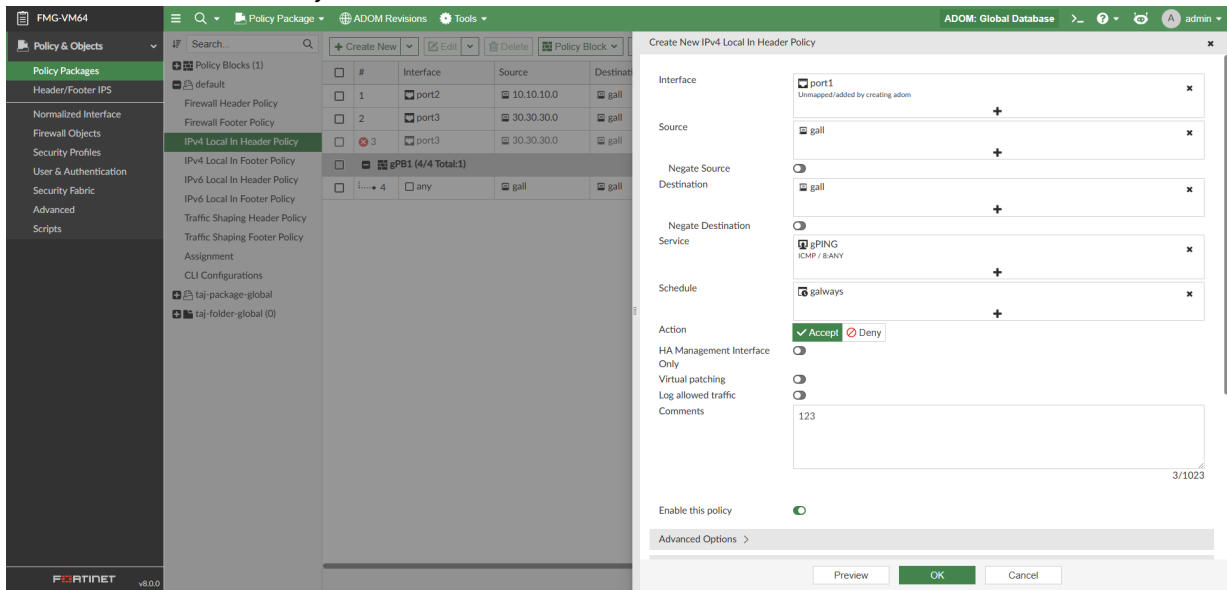 FMG-VM64
Policy Package
ADOM Revisions
Tools
ADOM: Global Database
A
admin
Policy & Objects
Policy Packages
Header/Footer IPS
Normalized Interface
Firewall Objects
Security Profiles
User & Authentication
Security Fabric
Advanced
Scripts
FORTINET
v8.0.0
Search...
Policy Blocks (1)
default
Firewall Header Policy
Firewall Footer Policy
IPv4 Local In Header Policy
IPv4 Local In Footer Policy
IPv6 Local In Header Policy
IPv6 Local In Footer Policy
Traffic Shaping Header Policy
Traffic Shaping Footer Policy
Assignment
CLI Configurations
taj-package-global
taj-folder-global (0)
+ Create New
Edit
Delete
Policy Block
# Interface Source Destinati
1 port2 10.10.10.0 gall
2 port3 30.30.30.0 gall
3 port3 30.30.30.0 gall
gPB1 (4/4 Total:1)
4 any gall gall
Create New IPv4 Local In Header Policy
Interface
port1
Unmapped/added by creating adom
Source
gall
Negate Source
Destination
gall
Negate Destination
Service
gPING
ICMP / 8:ANY
Schedule
galways
Action
Accept
Deny
HA Management Interface
Only
Virtual patching
Log allowed traffic
Comments
123
3/1023
Enable this policy
Advanced Options >
Preview
OK
Cancel